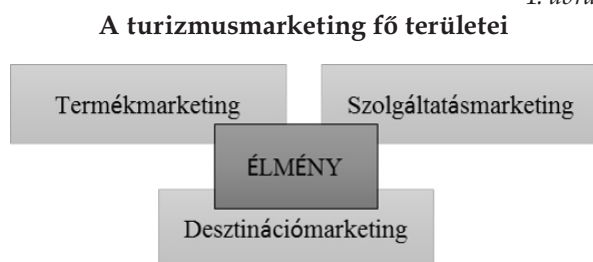 1. ábra
A turizmusmarketing fő területei
Termékmarketing
Szolgáltatásmarketing
ÉLMÉNY
Desztinációmarketing